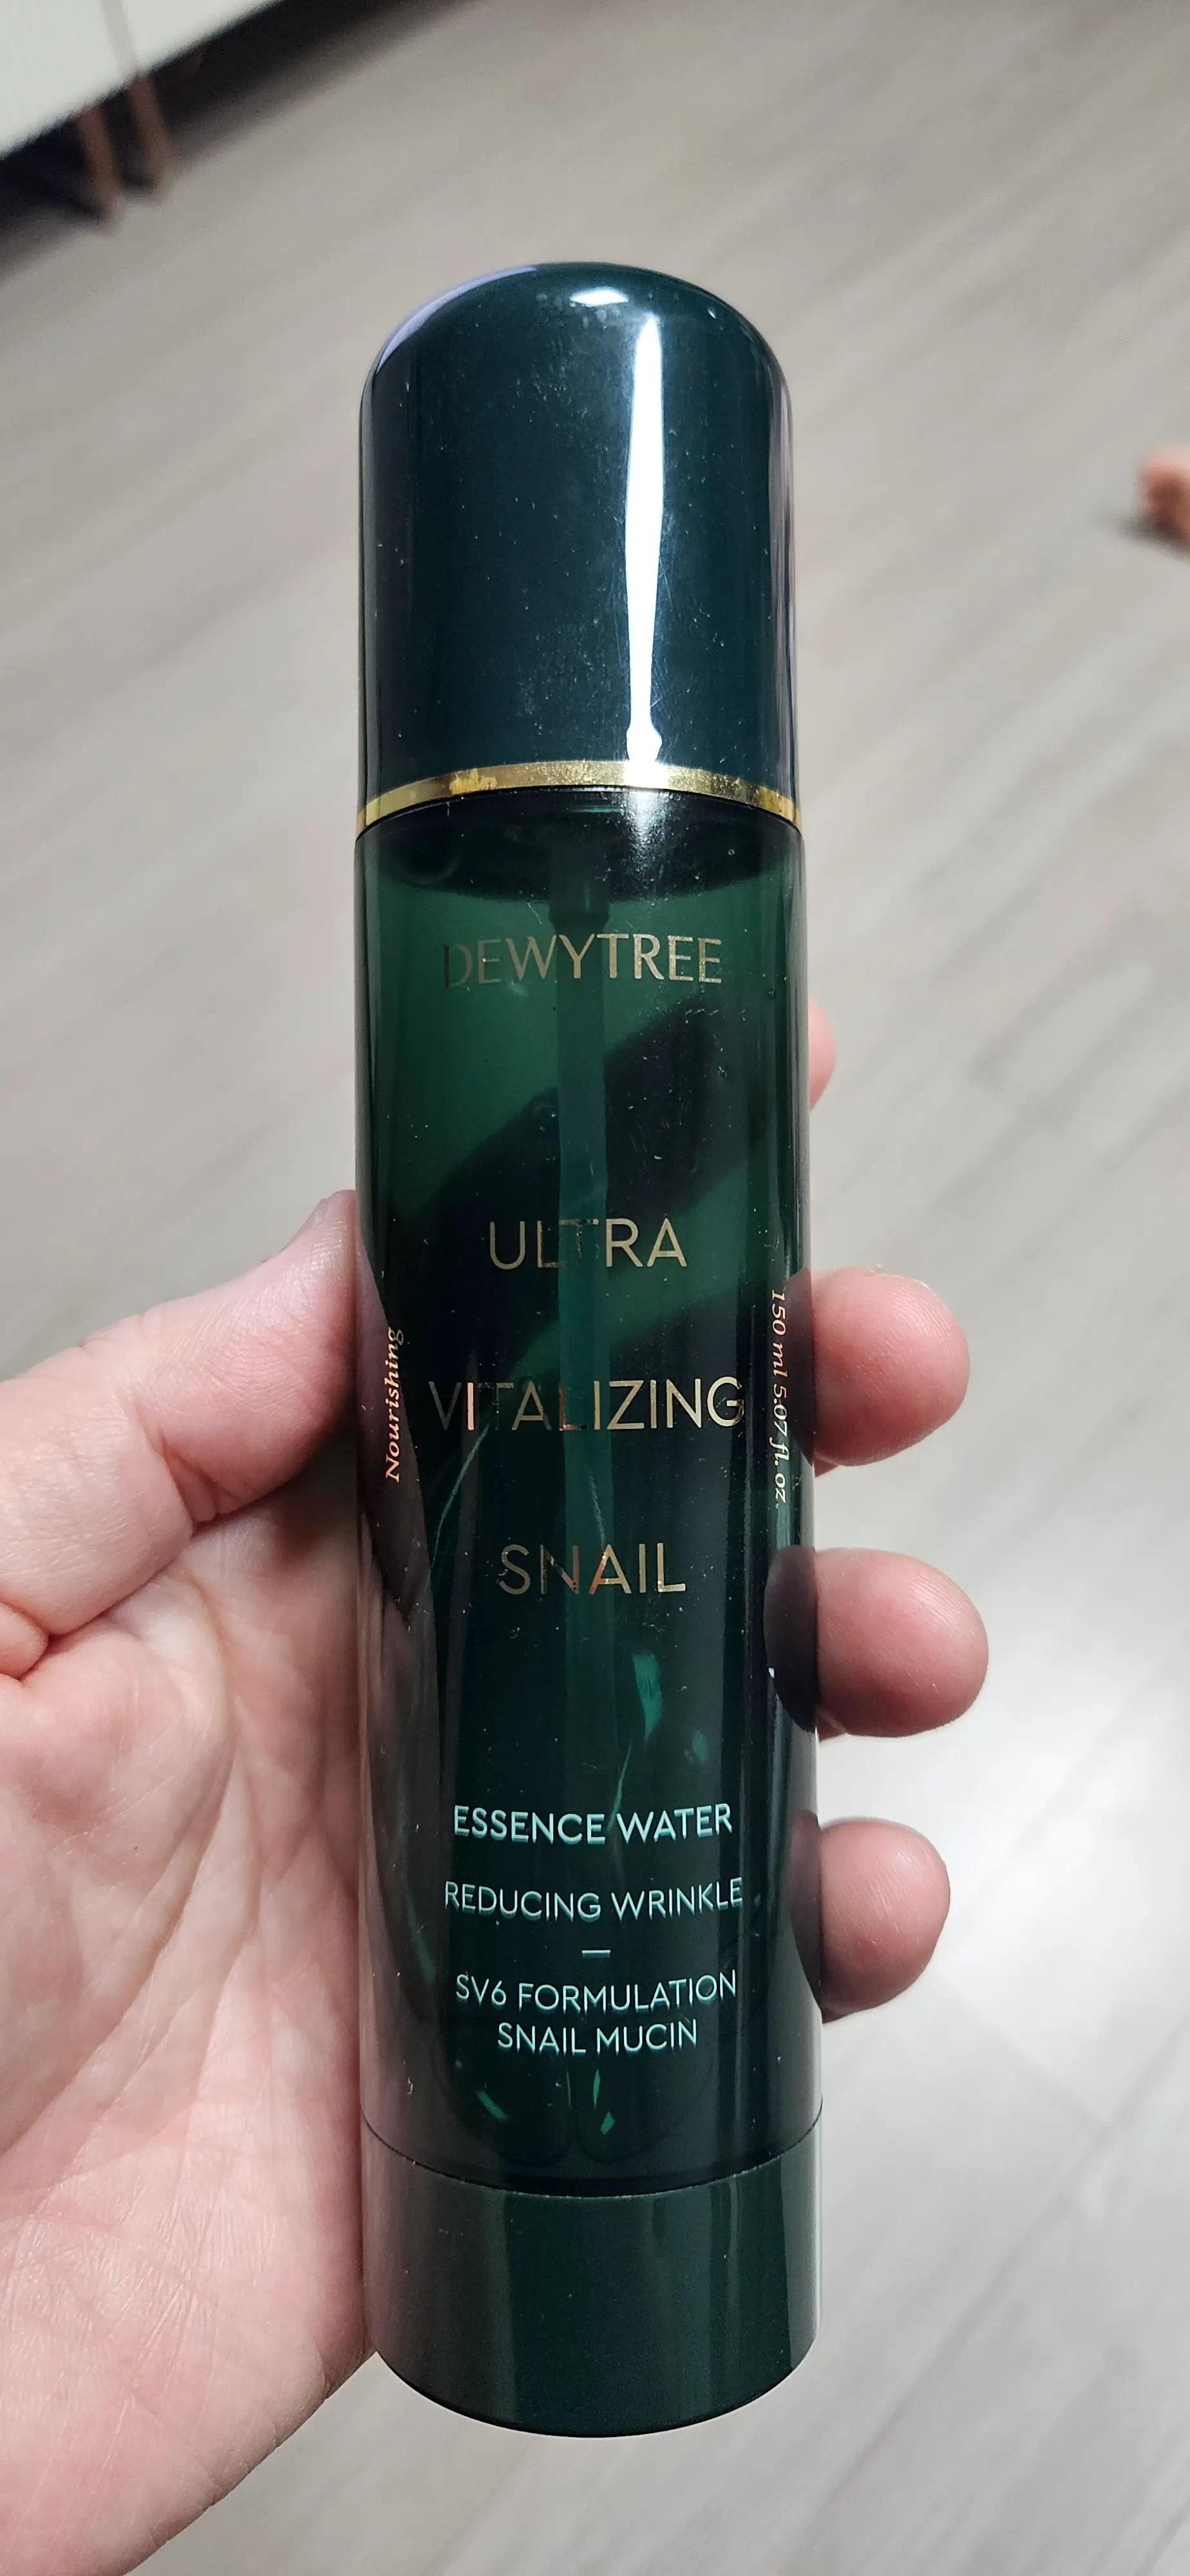 DEWYTREE
ULTRA
VITALIZING
SNAIL
Nourishing
150 ml 5.07 fl. oz.
ESSENCE WATER
REDUCING WRINKLE
—
SV6 FORMULATION
SNAIL MUCIN